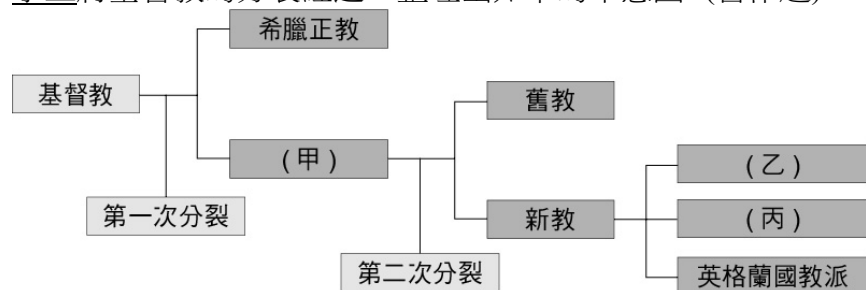 希臘正教
基督教
舊教
(甲)
(乙)
第一次分裂
新教
(丙)
第二次分裂
英格蘭國教派